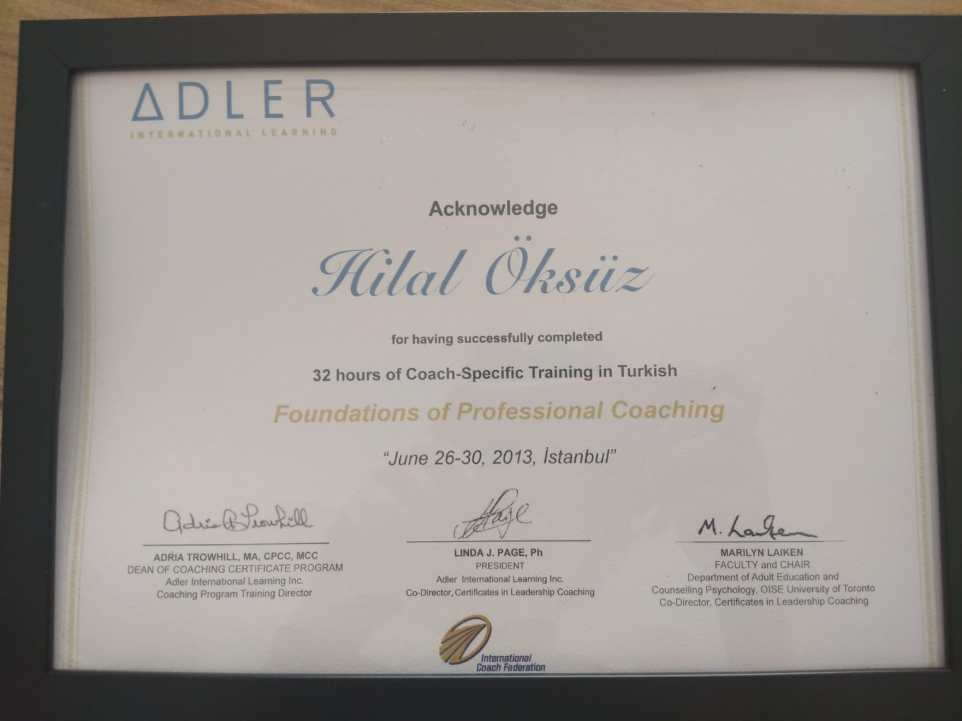 ADLER
INTERNATIONAL LEARNING
Acknowledge
Hilal Öksüz
for having successfully completed
32 hours of Coach-Specific Training in Turkish
Foundations of Professional Coaching
“June 26-30, 2013, İstanbul”
Adria B Trowhill
ADRIA TROWHILL, MA, CPCC, MCC
DEAN OF COACHING CERTIFICATE PROGRAM
Adler International Learning Inc.
Coaching Program Training Director
LJPage
LINDA J. PAGE, Ph
PRESIDENT
Adler International Learning Inc.
Co-Director, Certificates in Leadership Coaching
M. Laiken
MARILYN LAIKEN
FACULTY and CHAIR
Department of Adult Education and
Counselling Psychology, OISE University of Toronto
Co-Director, Certificates in Leadership Coaching
International
Coach Federation